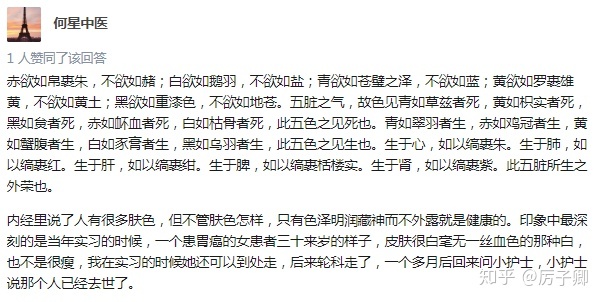 何星中医
1 人赞同了该回答
赤欲如帛裹朱，不欲如赭；白欲如鹅羽，不欲如盐；青欲如苍璧之泽，不欲如蓝；黄欲如罗裹雄
黄，不欲如黄土；黑欲如重漆色，不欲如地苍。五脏之气，故色见青如草兹者死，黄如枳实者死，
黑如炲者死，赤如衃血者死，白如枯骨者死，此五色之见死也。青如翠羽者生，赤如鸡冠者生，黄
如蟹腹者生，白如豕膏者生，黑如乌羽者生，此五色之见生也。生于心，如以缟裹朱。生于肺，如
以缟裹红。生于肝，如以缟裹绀。生于脾，如以缟裹栝楼实。生于肾，如以缟裹紫。此五脏所生之
外荣也。
内经里说了人有很多肤色，但不管肤色怎样，只有色泽明润藏神而不外露就是健康的。印象中最深
刻的是当年实习的时候，一个患胃癌的女患者三十来岁的样子，皮肤很白毫无一丝血色的那种白，
也不是很瘦，我在实习的时候她还可以到处走，后来轮科走了，一个多月后回来问小护士，小护士
说那个人已经去世了。
知乎 @厉子卿